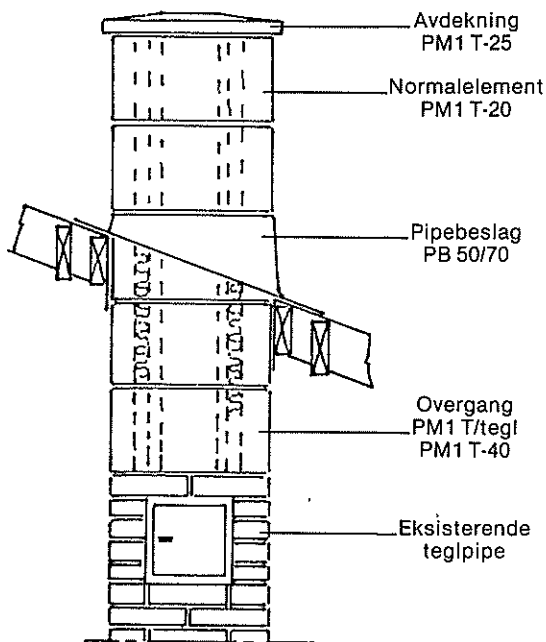 Avdekning
PM1 T-25
Normalelement
PM1 T-20
Pipebeslag
PB 50/70
Overgang
PM1 T/tegl
PM1 T-40
Eksisterende
teglpipe